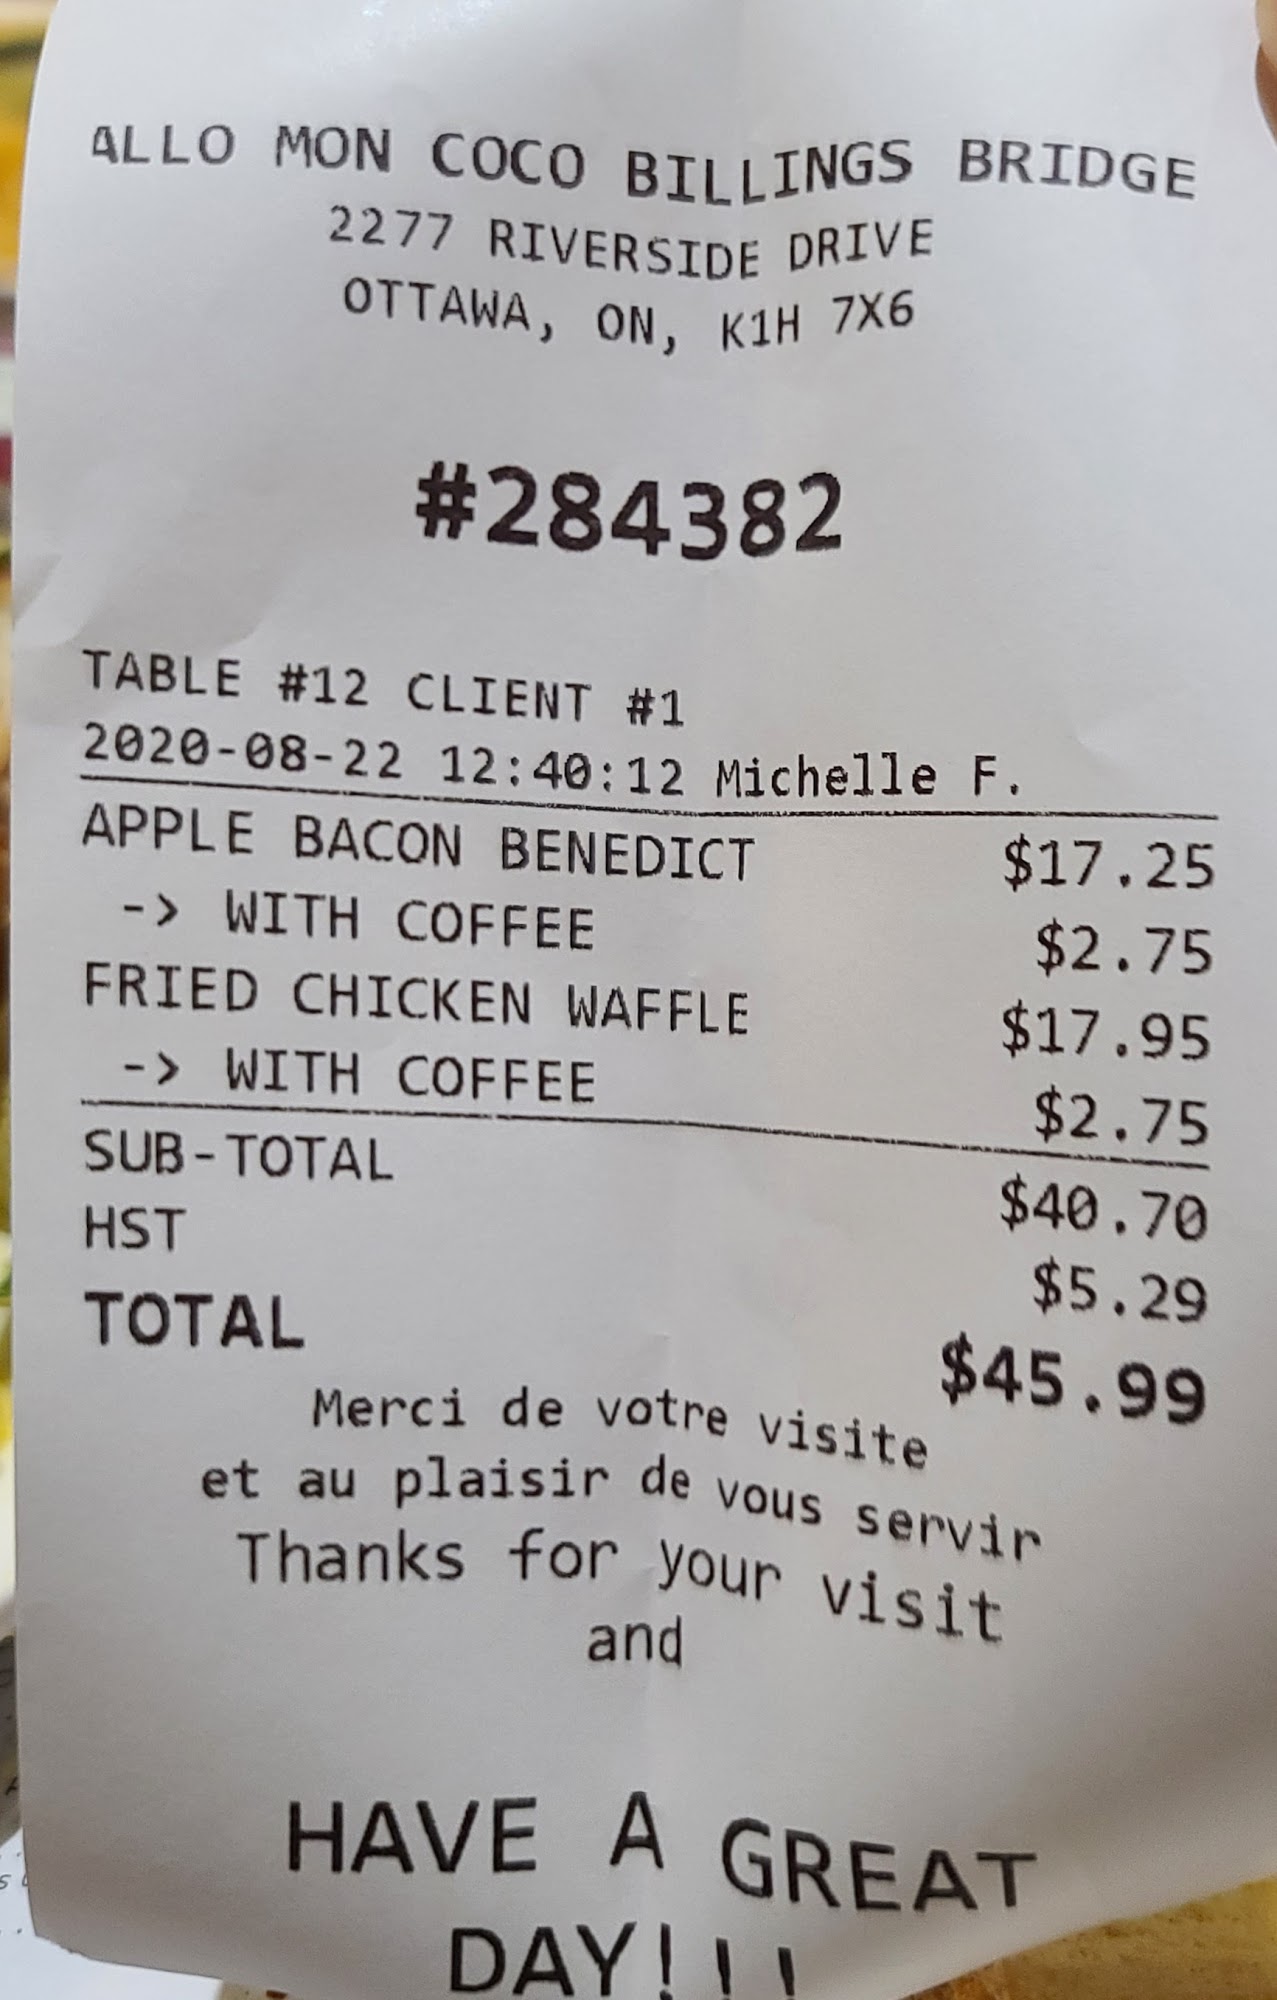 ALLO MON COCO BILLINGS BRIDGE
2277 RIVERSIDE DRIVE
OTTAWA, ON, K1H 7X6
#284382
TABLE #12 CLIENT #1
2020-08-22 12:40:12 Michelle F.
APPLE BACON BENEDICT $17.25
-> WITH COFFEE $2.75
FRIED CHICKEN WAFFLE $17.95
-> WITH COFFEE $2.75
SUB-TOTAL $40.70
HST $5.29
TOTAL $45.99
Merci de votre visite
et au plaisir de vous servir
Thanks for your visit
and
HAVE A GREAT
DAY!!!